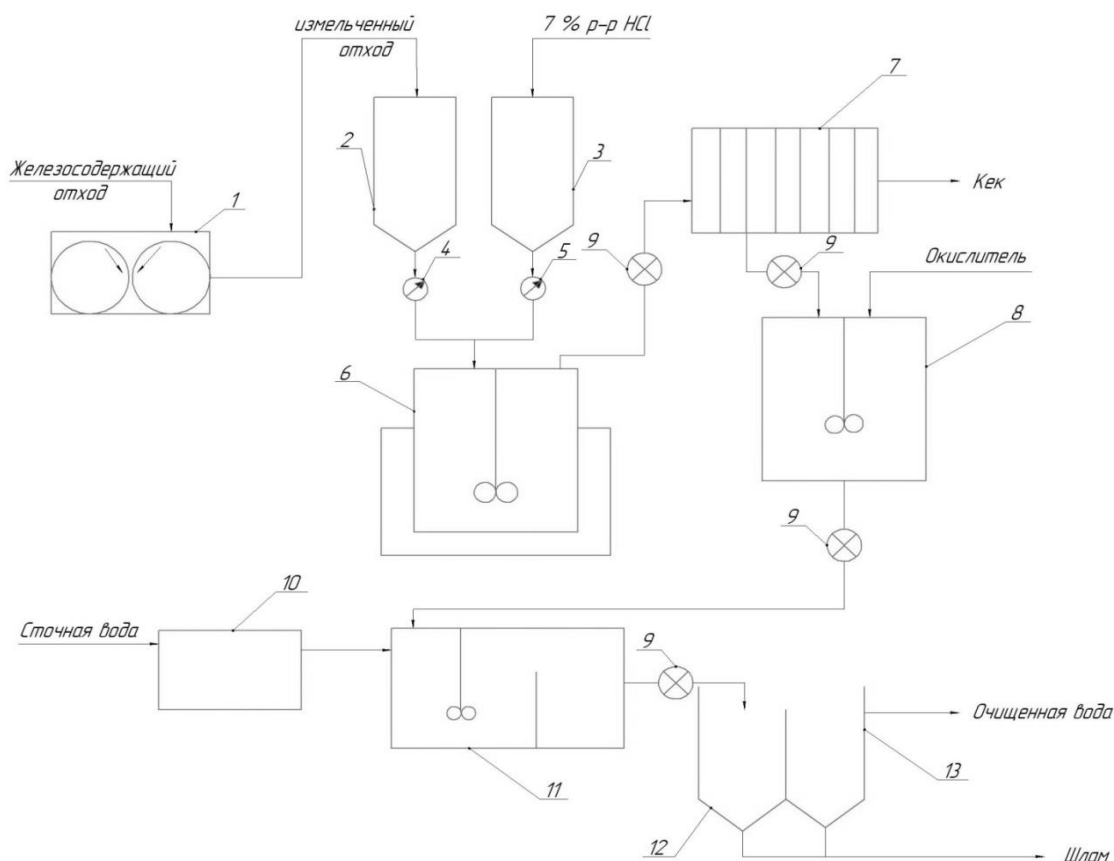 измельченный
отход
7 % р-р HCl
7
2
3
Железосодержащий
отход
1
Кек
9
4
5
9
Окислитель
8
6
9
10
Сточная вода
9
Очищенная вода
11
13
12
Шлам